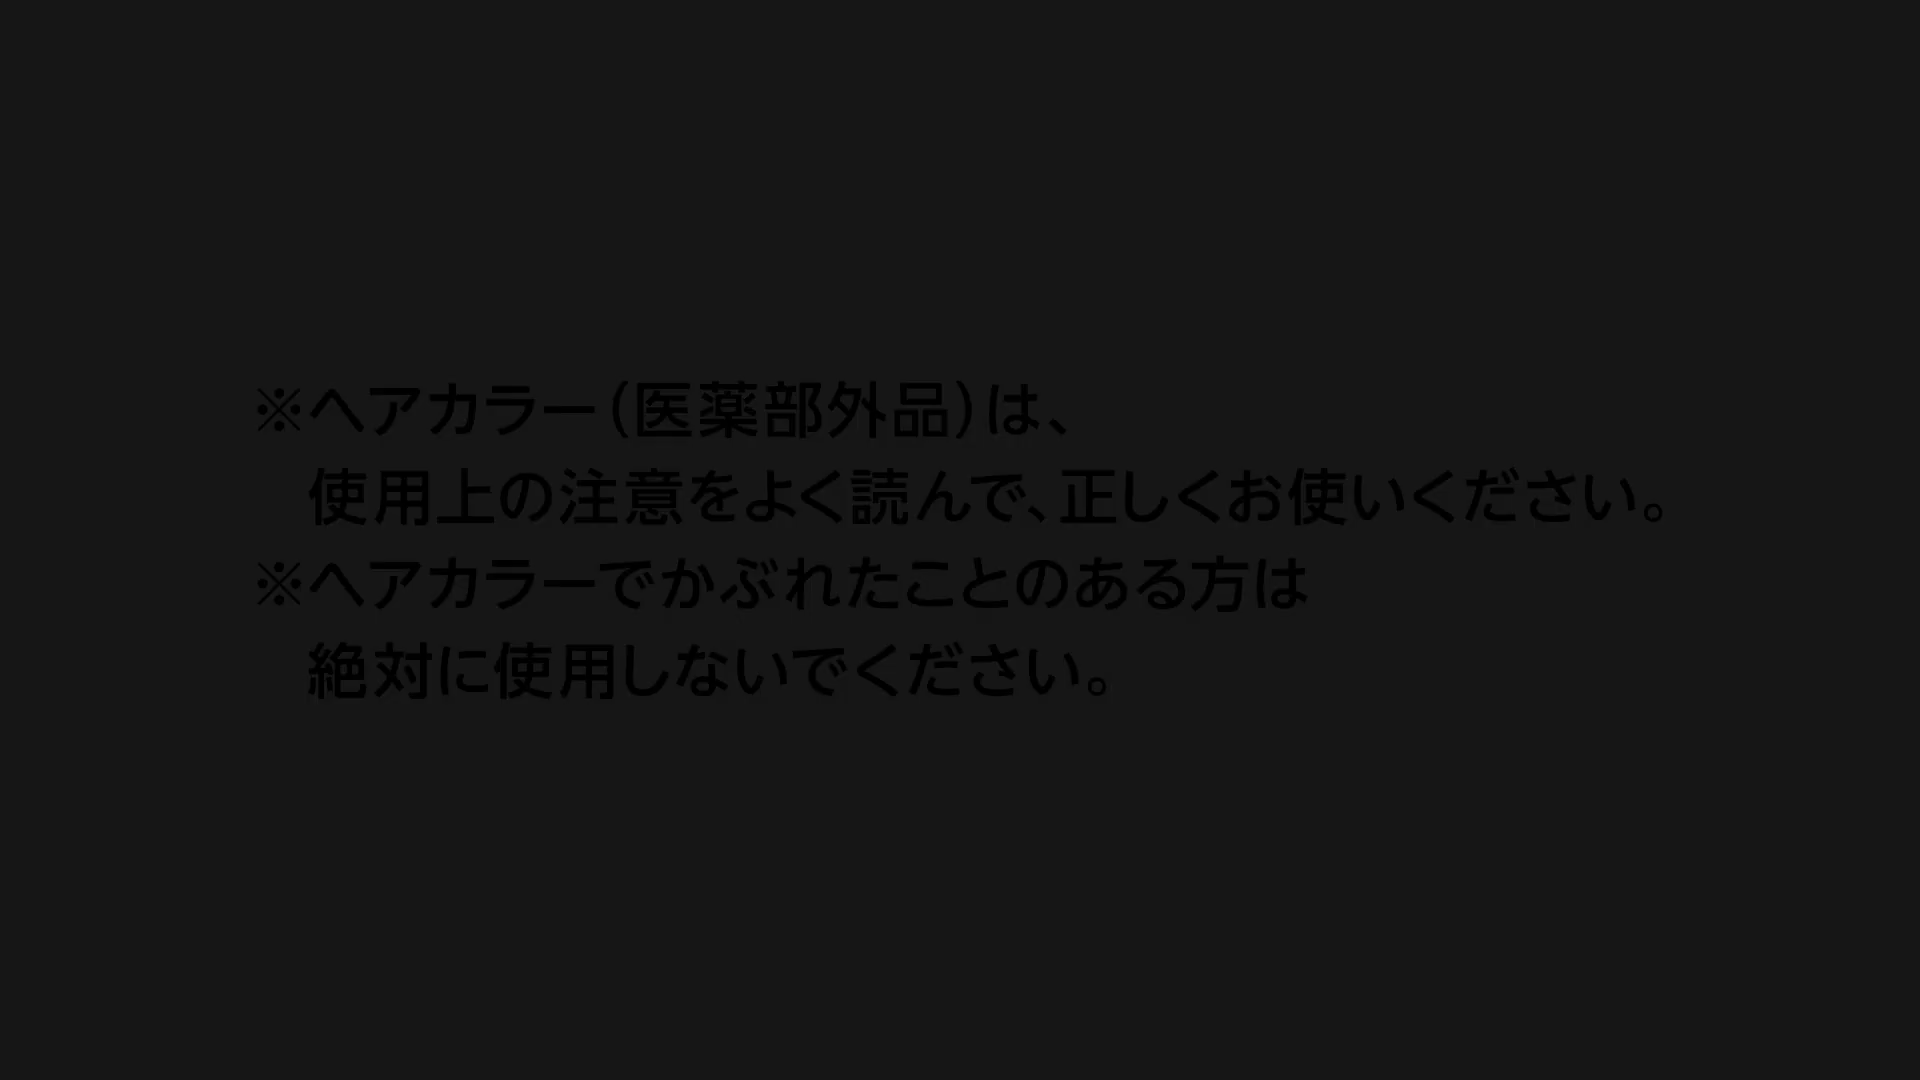 ※ヘアカラー(医薬部外品)は、
使用上の注意をよく読んで、正しくお使いください。
※ヘアカラーでかぶれたことのある方は
絶対に使用しないでください。